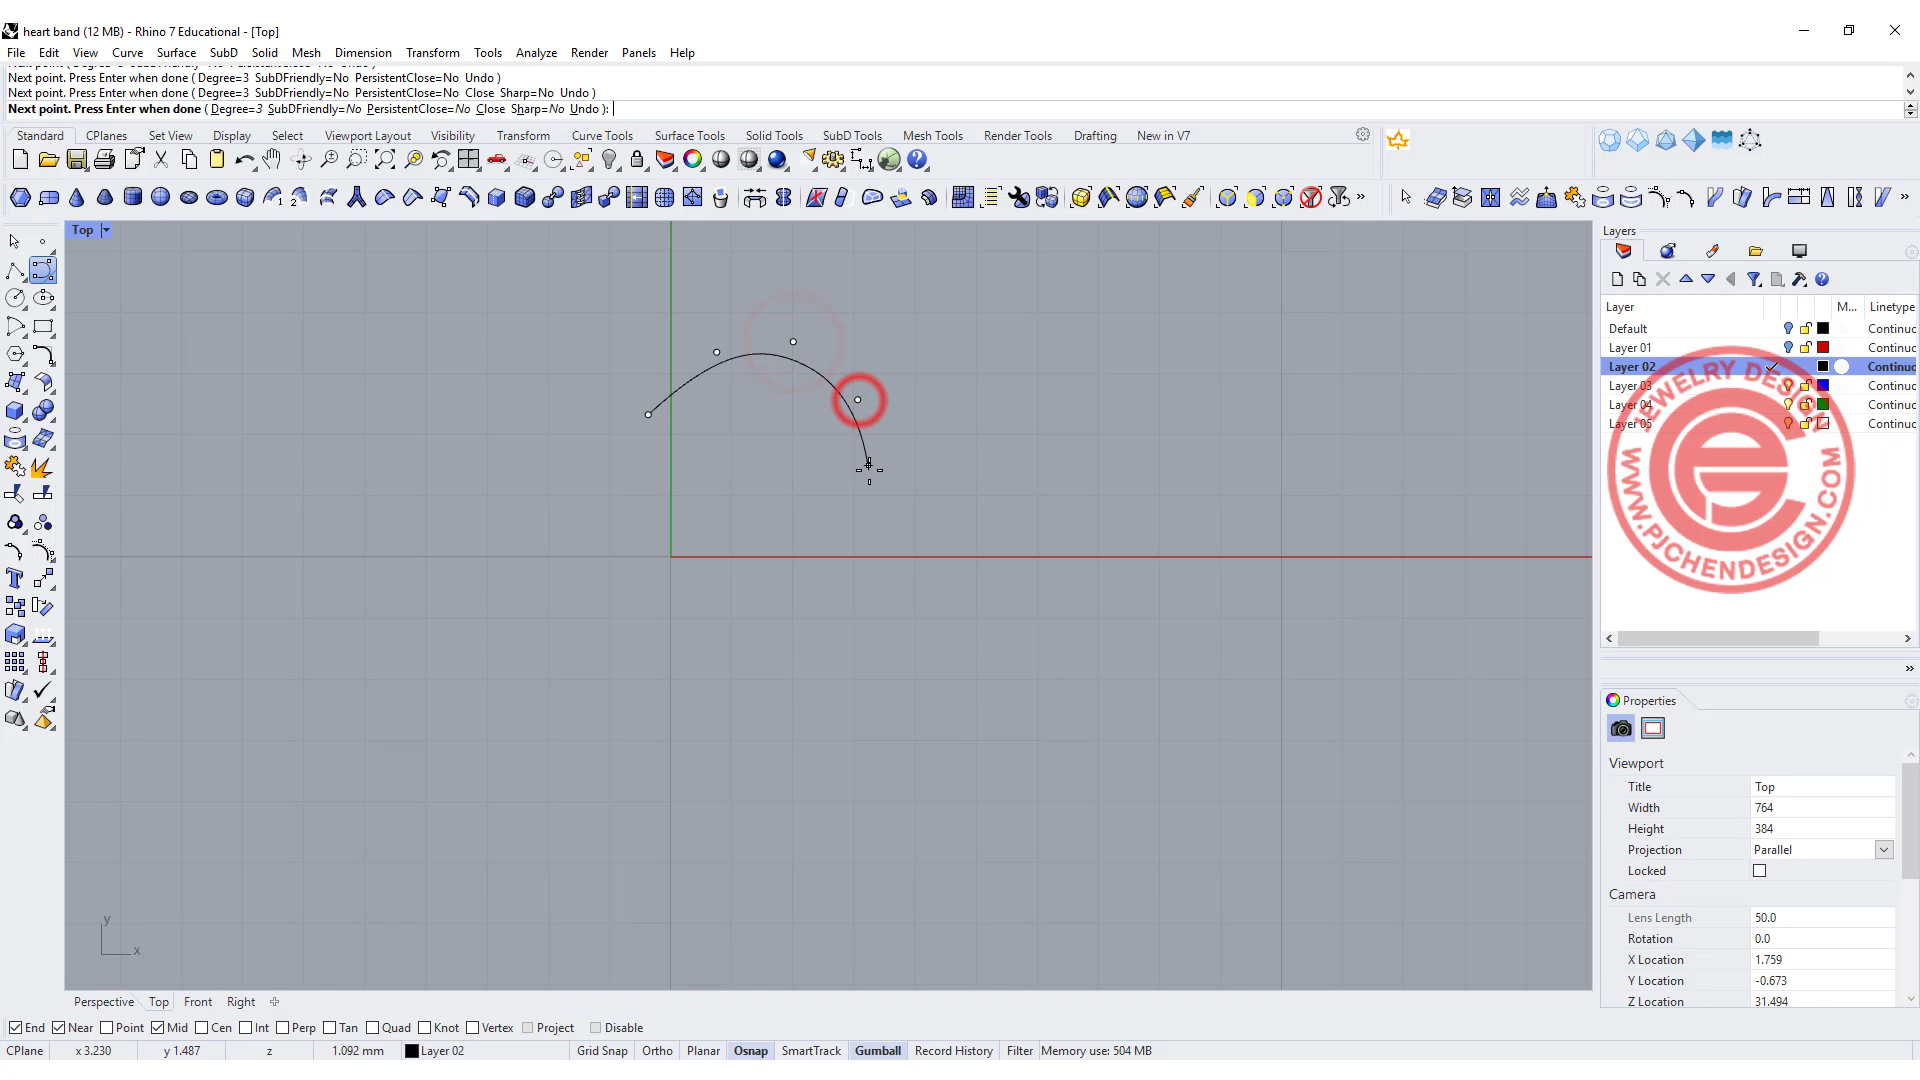 heart band (12 MB) - Rhino 7 Educational - [Top]
File Edit View Curve Surface SubD Solid Mesh Dimension Transform Tools Analyze Render Panels Help
Next point. Press Enter when done ( Degree=3 SubDFriendly=No PersistentClose=No Undo )
Next point. Press Enter when done ( Degree=3 SubDFriendly=No PersistentClose=No Close Sharp=No Undo )
Next point. Press Enter when done ( Degree=3 SubDFriendly=No PersistentClose=No Close Sharp=No Undo ):
Standard CPlanes Set View Display Select Viewport Layout Visibility Transform Curve Tools Surface Tools Solid Tools SubD Tools Mesh Tools Render Tools Drafting New in V7
Top
Layers
Layer M... Linetype
Default Continuc
Layer 01 Continuc
Layer 02 Continuc
Layer 03 Continuc
Layer 04 Continuc
Layer 05 Continuc
JEWELRY DESIGN
WWW.PJCHENDESIGN.COM
Properties
Viewport
Title Top
Width 764
Height 384
Projection Parallel
Locked
Camera
Lens Length 50.0
Rotation 0.0
X Location 1.759
Y Location -0.673
Z Location 31.494
y
x
Perspective Top Front Right
End Near Point Mid Cen Int Perp Tan Quad Knot Vertex Project Disable
CPlane x 3.230 y 1.487 z 1.092 mm Layer 02 Grid Snap Ortho Planar Osnap SmartTrack Gumball Record History Filter Memory use: 504 MB